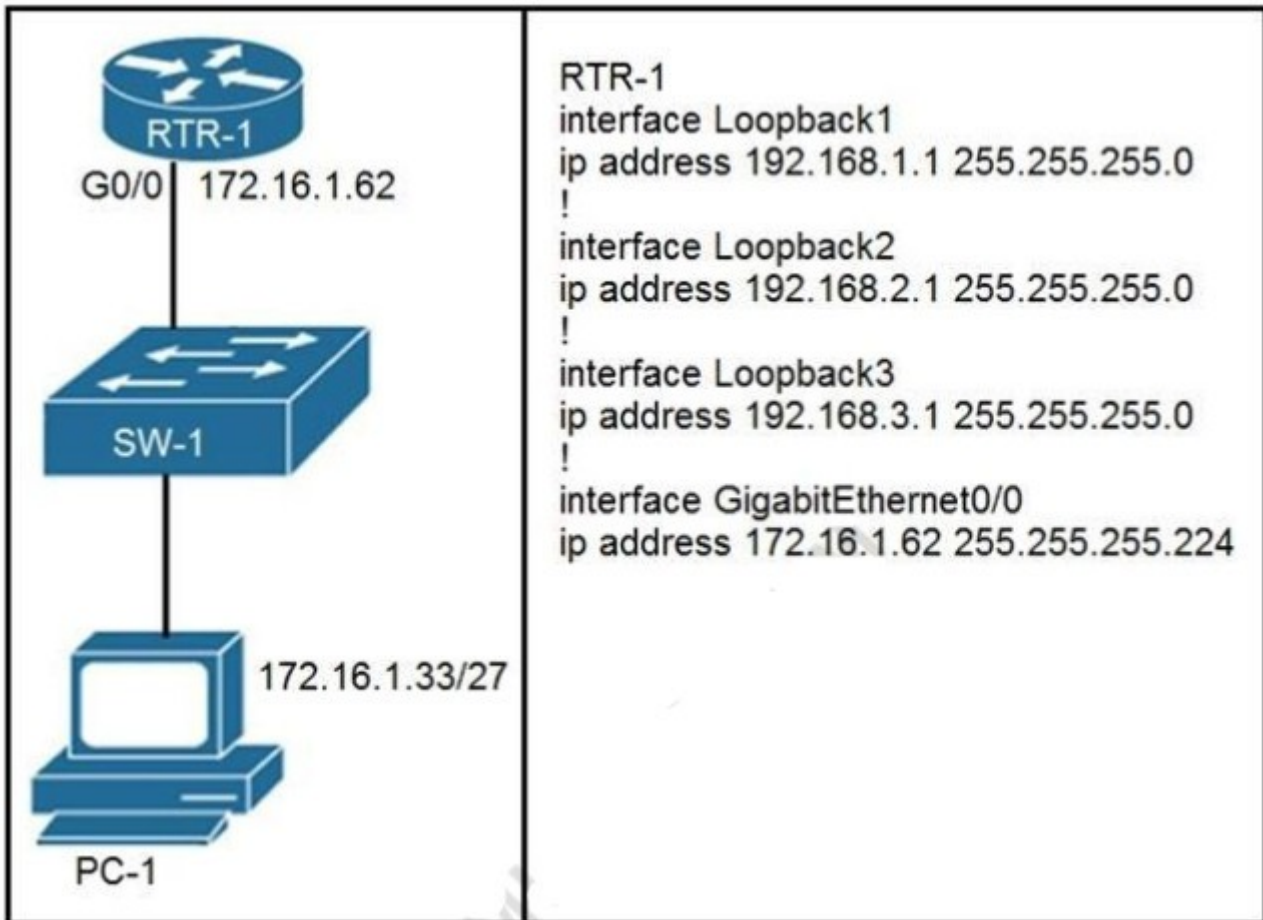 RTR-1
G0/0 172.16.1.62
SW-1
172.16.1.33/27
PC-1
RTR-1
interface Loopback1
ip address 192.168.1.1 255.255.255.0
!
interface Loopback2
ip address 192.168.2.1 255.255.255.0
!
interface Loopback3
ip address 192.168.3.1 255.255.255.0
!
interface GigabitEthernet0/0
ip address 172.16.1.62 255.255.255.224